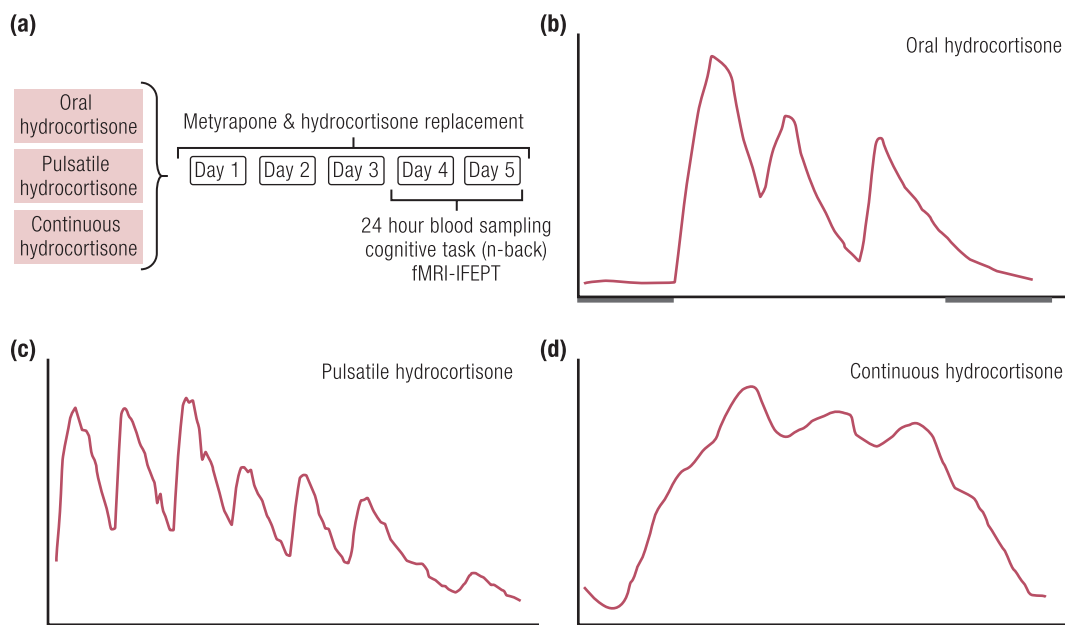 (a)
Oral
hydrocortisone
Pulsatile
hydrocortisone
Continuous
hydrocortisone
Metyrapone & hydrocortisone replacement
Day 1 Day 2 Day 3 Day 4 Day 5
24 hour blood sampling
cognitive task (n-back)
fMRI-IFEPT
(b)
Oral hydrocortisone
(c)
Pulsatile hydrocortisone
(d)
Continuous hydrocortisone